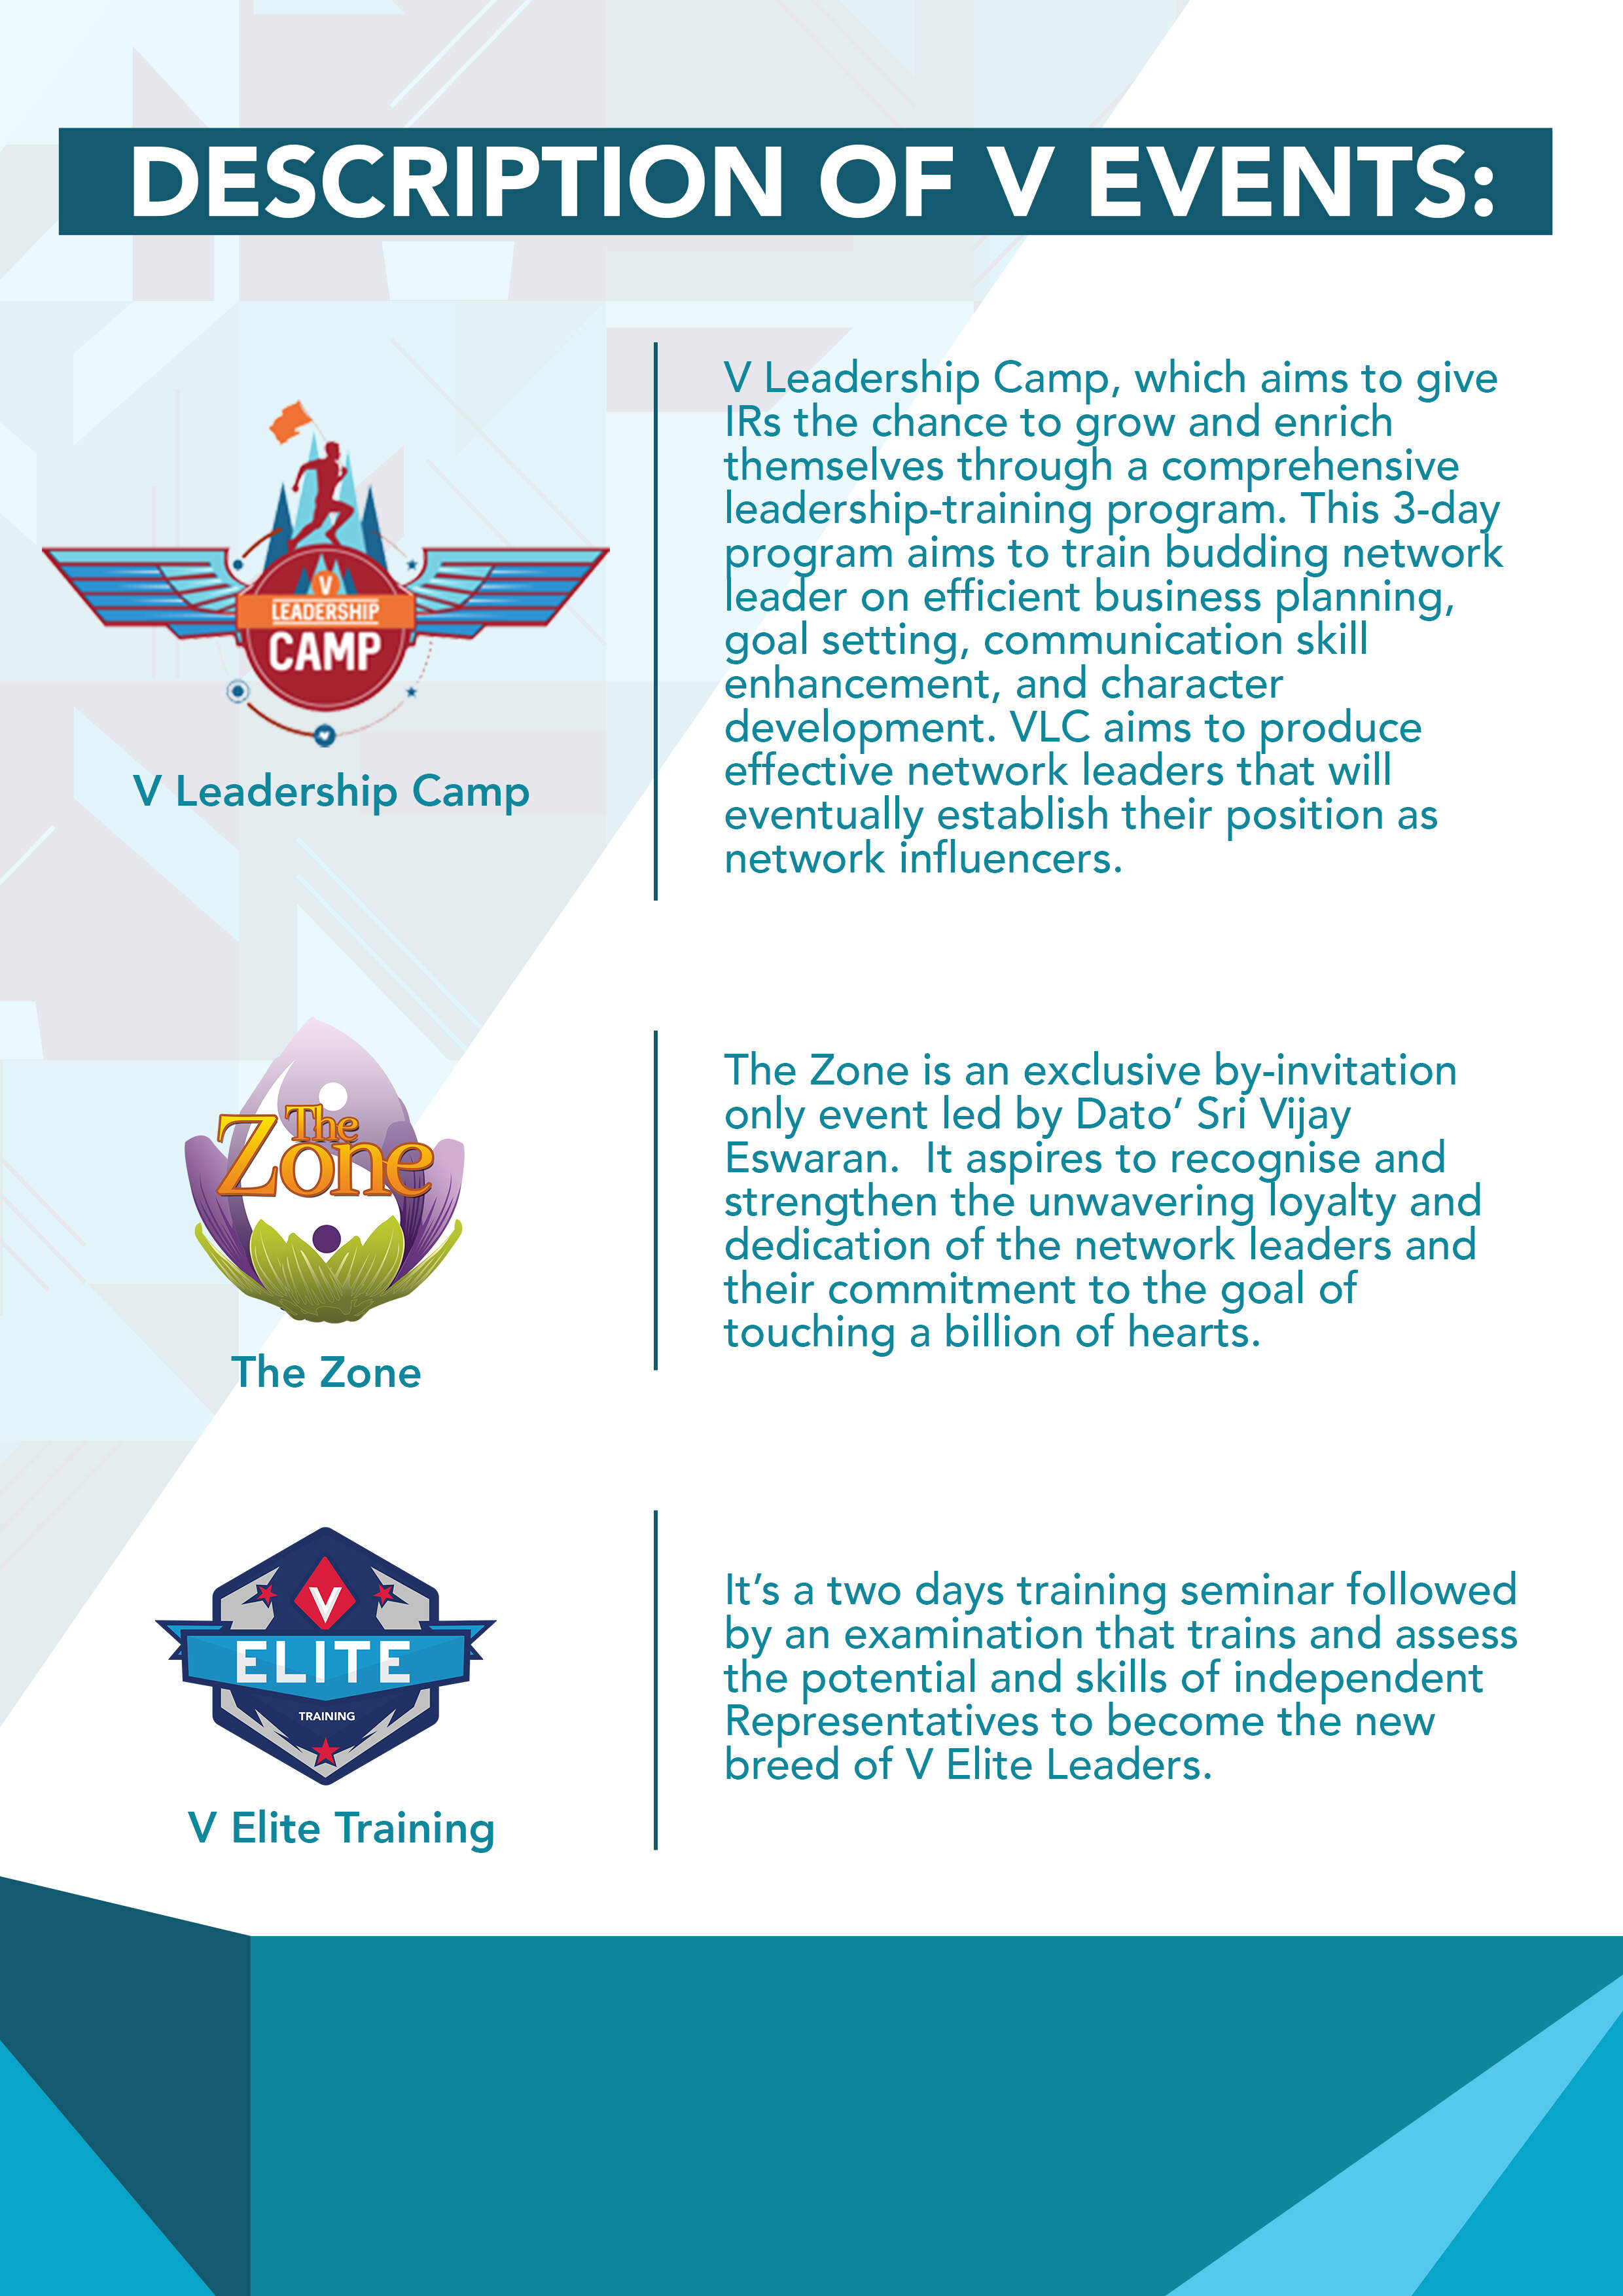 DESCRIPTION OF V EVENTS:
V
LEADERSHIP
CAMP
V Leadership Camp
V Leadership Camp, which aims to give
IRs the chance to grow and enrich
themselves through a comprehensive
leadership-training program. This 3-day
program aims to train budding network
leader on efficient business planning,
goal setting, communication skill
enhancement, and character
development. VLC aims to produce
effective network leaders that will
eventually establish their position as
network influencers.
The
Zone
The Zone
The Zone is an exclusive by-invitation
only event led by Dato’ Sri Vijay
Eswaran.  It aspires to recognise and
strengthen the unwavering loyalty and
dedication of the network leaders and
their commitment to the goal of
touching a billion of hearts.
V
ELITE
TRAINING
V Elite Training
It’s a two days training seminar followed
by an examination that trains and assess
the potential and skills of independent
Representatives to become the new
breed of V Elite Leaders.